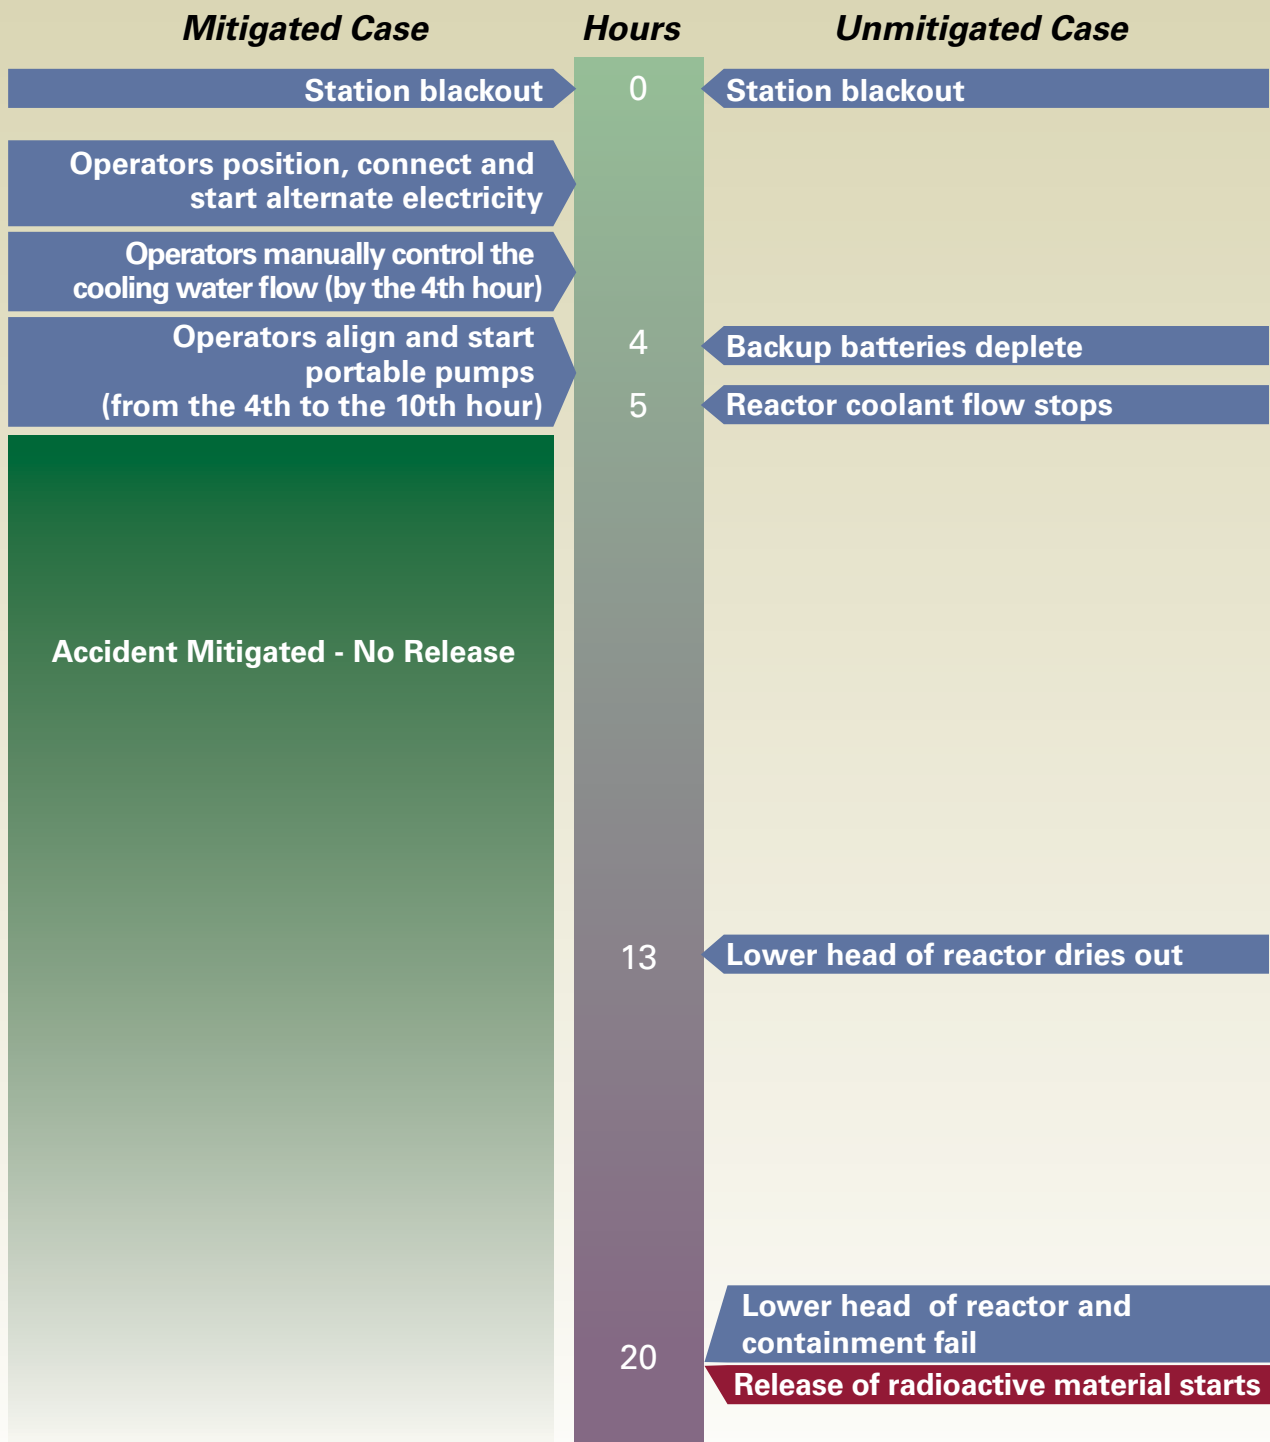 Mitigated Case
Hours
Unmitigated Case
Station blackout
0
Station blackout
Operators position, connect and
start alternate electricity
Operators manually control the
cooling water flow (by the 4th hour)
Operators align and start
portable pumps
(from the 4th to the 10th hour)
4
Backup batteries deplete
5
Reactor coolant flow stops
Accident Mitigated - No Release
13
Lower head of reactor dries out
Lower head of reactor and
containment fail
20
Release of radioactive material starts